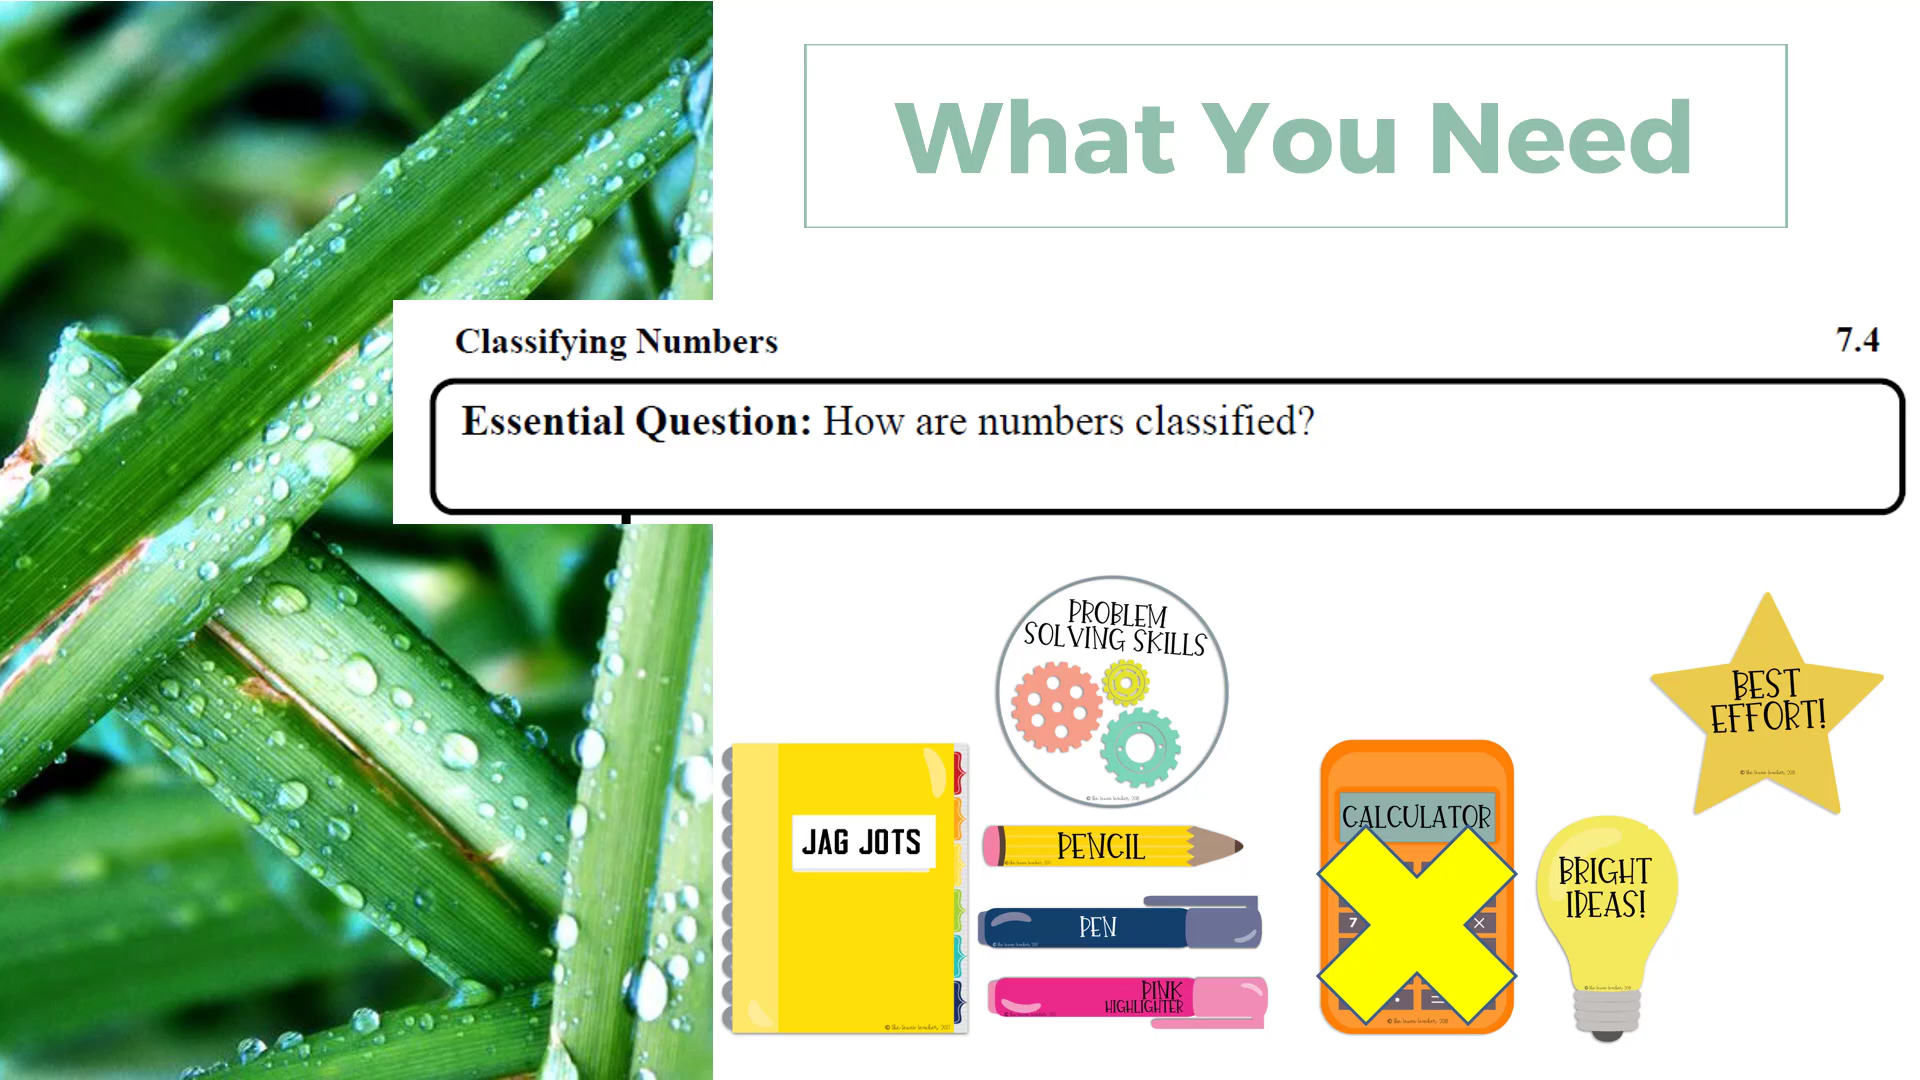 What You Need
Classifying Numbers 7.4
Essential Question: How are numbers classified?
PROBLEM
SOLVING SKILLS
BEST
EFFORT!
JAG JOTS
PENCIL
CALCULATOR
BRIGHT
IDEAS!
PEN
7 ×
PINK
HIGHLIGHTER